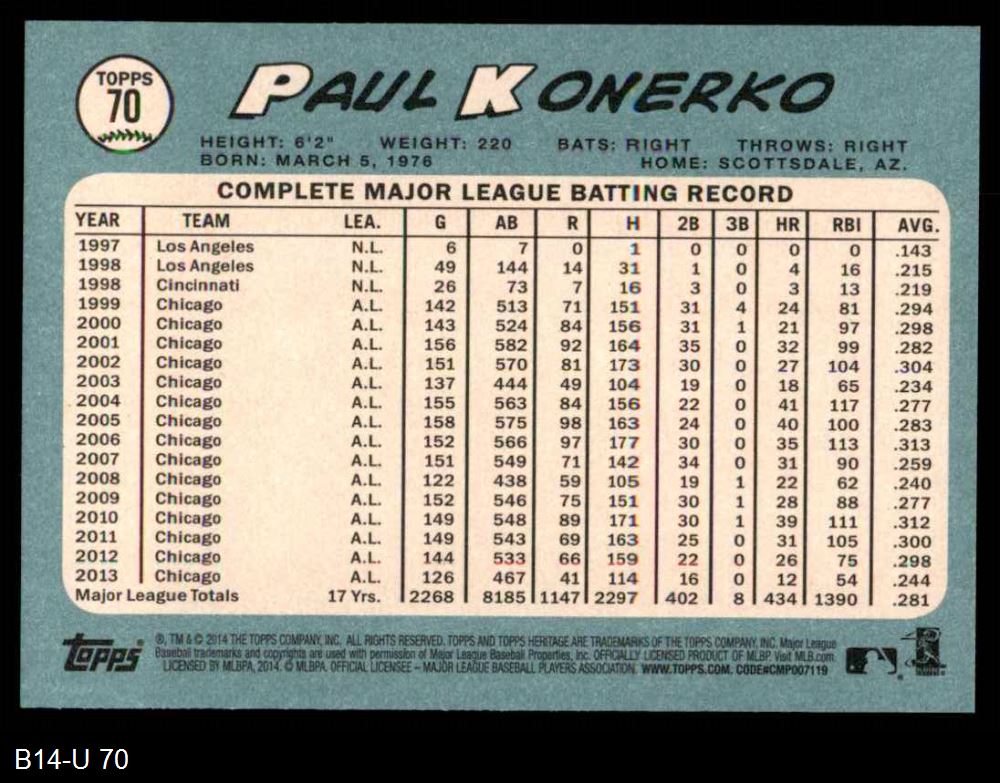 TOPPS
70
PAUL KONERKO
HEIGHT: 6'2" WEIGHT: 220 BATS: RIGHT THROWS: RIGHT
BORN: MARCH 5, 1976 HOME: SCOTTSDALE, AZ.
COMPLETE MAJOR LEAGUE BATTING RECORD
YEAR TEAM LEA. G AB R H 2B 3B HR RBI AVG.
1997 Los Angeles N.L. 6 7 0 1 0 0 0 0 .143
1998 Los Angeles N.L. 49 144 14 31 1 0 4 16 .215
1998 Cincinnati N.L. 26 73 7 16 3 0 3 13 .219
1999 Chicago A.L. 142 513 71 151 31 4 24 81 .294
2000 Chicago A.L. 143 524 84 156 31 1 21 97 .298
2001 Chicago A.L. 156 582 92 164 35 0 32 99 .282
2002 Chicago A.L. 151 570 81 173 30 0 27 104 .304
2003 Chicago A.L. 137 444 49 104 19 0 18 65 .234
2004 Chicago A.L. 155 563 84 156 22 0 41 117 .277
2005 Chicago A.L. 158 575 98 163 24 0 40 100 .283
2006 Chicago A.L. 152 566 97 177 30 0 35 113 .313
2007 Chicago A.L. 151 549 71 142 34 0 31 90 .259
2008 Chicago A.L. 122 438 59 105 19 1 22 62 .240
2009 Chicago A.L. 152 546 75 151 30 1 28 88 .277
2010 Chicago A.L. 149 548 89 171 30 1 39 111 .312
2011 Chicago A.L. 149 543 69 163 25 0 31 105 .300
2012 Chicago A.L. 144 533 66 159 22 0 26 75 .298
2013 Chicago A.L. 126 467 41 114 16 0 12 54 .244
Major League Totals 17 Yrs. 2268 8185 1147 2297 402 8 434 1390 .281
Topps ®, TM & © 2014 THE TOPPS COMPANY, INC. ALL RIGHTS RESERVED. TOPPS AND TOPPS HERITAGE ARE TRADEMARKS OF THE TOPPS COMPANY, INC. Major League
Baseball trademarks and copyrights are used with permission of Major League Baseball Properties, Inc. OFFICIALLY LICENSED PRODUCT OF MLBP. Visit MLB.com
LICENSED BY MLBPA, 2014. © MLBPA. OFFICIAL LICENSEE – MAJOR LEAGUE BASEBALL PLAYERS ASSOCIATION. WWW.TOPPS.COM. CODE#CMP007119
B14-U 70